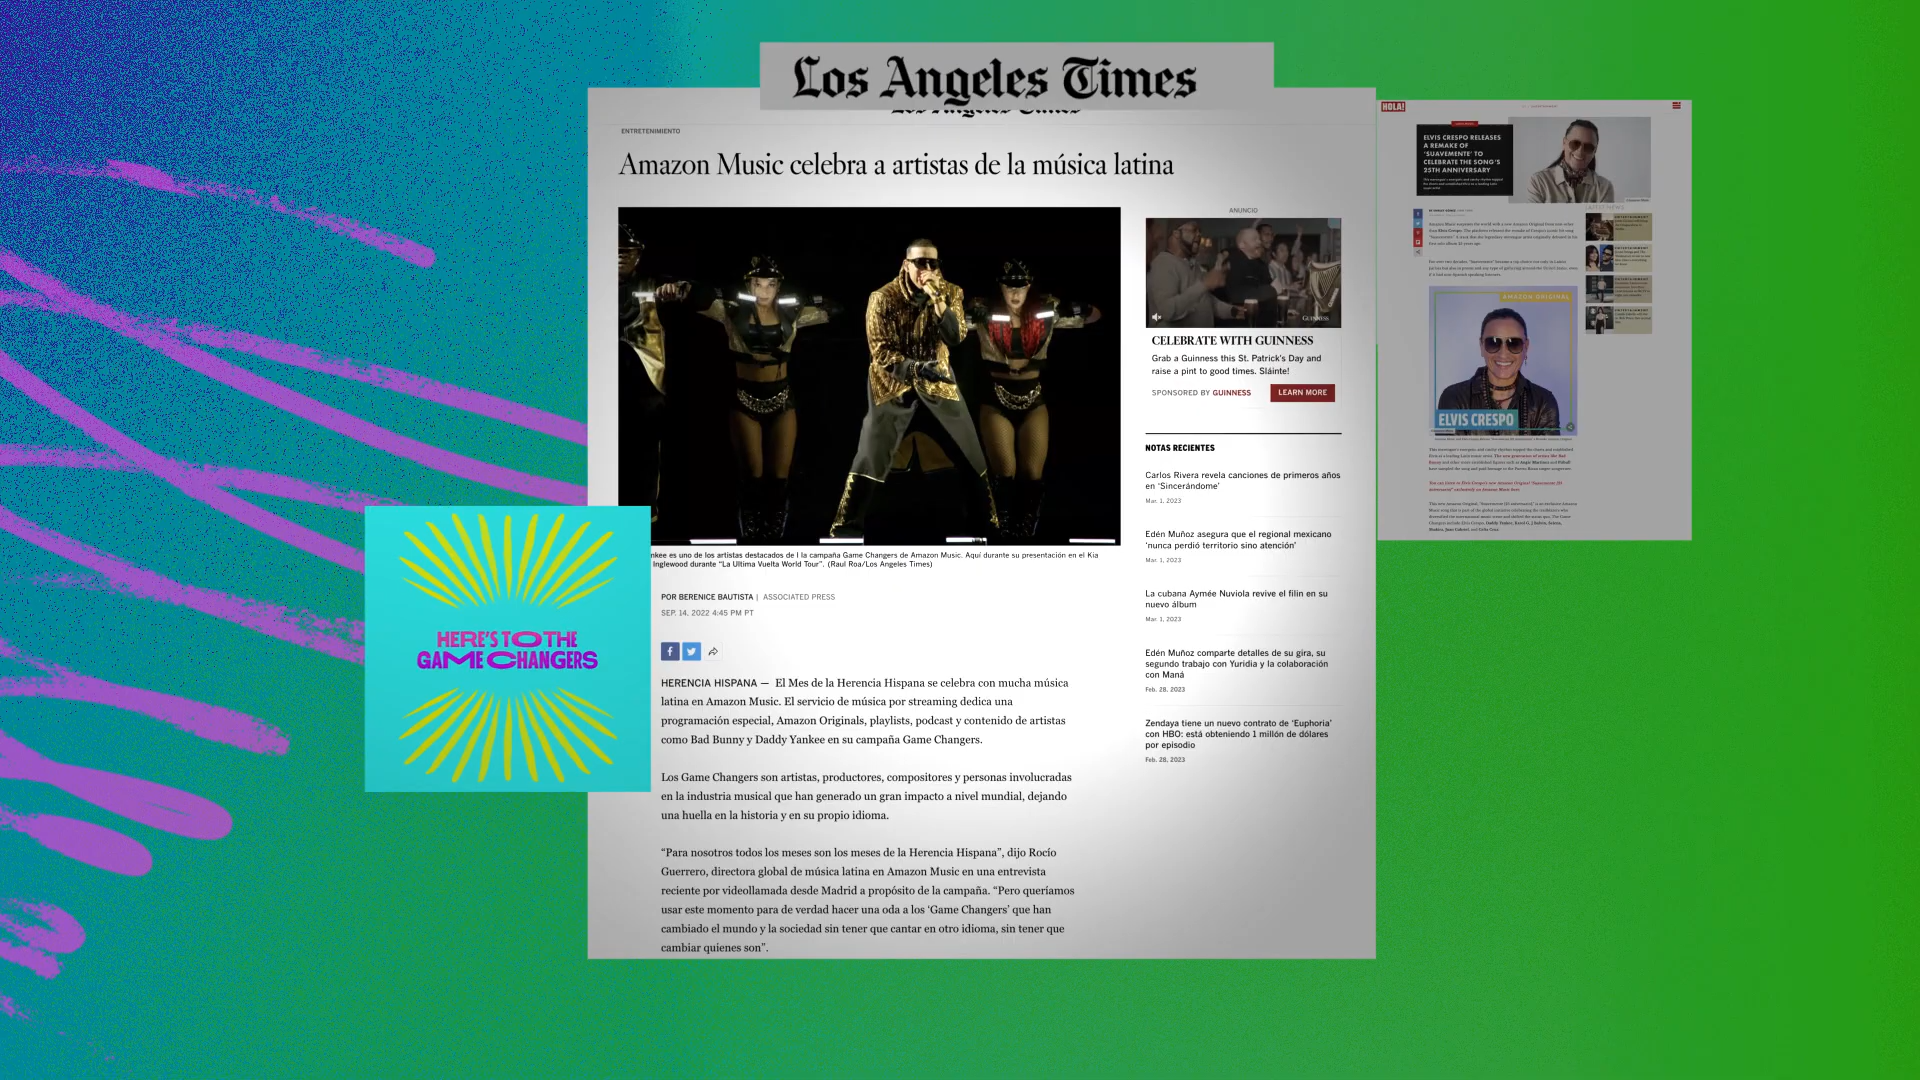 Los Angeles Times
Los Angeles Times
ENTRETENIMIENTO
Amazon Music celebra a artistas de la música latina
nkee es uno de los artistas destacados de l la campaña Game Changers de Amazon Music. Aquí durante su presentación en el Kia
Inglewood durante “La Ultima Vuelta World Tour”. (Raul Roa/Los Angeles Times)
POR BERENICE BAUTISTA | ASSOCIATED PRESS
SEP. 14, 2022 4:45 PM PT
HERENCIA HISPANA — El Mes de la Herencia Hispana se celebra con mucha música
latina en Amazon Music. El servicio de música por streaming dedica una
programación especial, Amazon Originals, playlists, podcast y contenido de artistas
como Bad Bunny y Daddy Yankee en su campaña Game Changers.
Los Game Changers son artistas, productores, compositores y personas involucradas
en la industria musical que han generado un gran impacto a nivel mundial, dejando
una huella en la historia y en su propio idioma.
“Para nosotros todos los meses son los meses de la Herencia Hispana”, dijo Rocío
Guerrero, directora global de música latina en Amazon Music en una entrevista
reciente por videollamada desde Madrid a propósito de la campaña. “Pero queríamos
usar este momento para de verdad hacer una oda a los ‘Game Changers’ que han
cambiado el mundo y la sociedad sin tener que cantar en otro idioma, sin tener que
cambiar quienes son”.
HERE'S TO THE
GAME CHANGERS
ANUNCIO
GUINNESS
CELEBRATE WITH GUINNESS
Grab a Guinness this St. Patrick's Day and
raise a pint to good times. Sláinte!
SPONSORED BY GUINNESS
LEARN MORE
NOTAS RECIENTES
Carlos Rivera revela canciones de primeros años
en ‘Sincerándome’
Mar. 1, 2023
Edén Muñoz asegura que el regional mexicano
‘nunca perdió territorio sino atención’
Mar. 1, 2023
La cubana Aymée Nuviola revive el filin en su
nuevo álbum
Mar. 1, 2023
Edén Muñoz comparte detalles de su gira, su
segundo trabajo con Yuridia y la colaboración
con Maná
Feb. 28, 2023
Zendaya tiene un nuevo contrato de ‘Euphoria’
con HBO: está obteniendo 1 millón de dólares
por episodio
Feb. 28, 2023
HOLA!
ELVIS CRESPO RELEASES
A REMAKE OF
‘SUAVEMENTE’ TO
CELEBRATE THE SONG’S
25TH ANNIVERSARY
LATEST NEWS
AMAZON ORIGINAL
ELVIS CRESPO